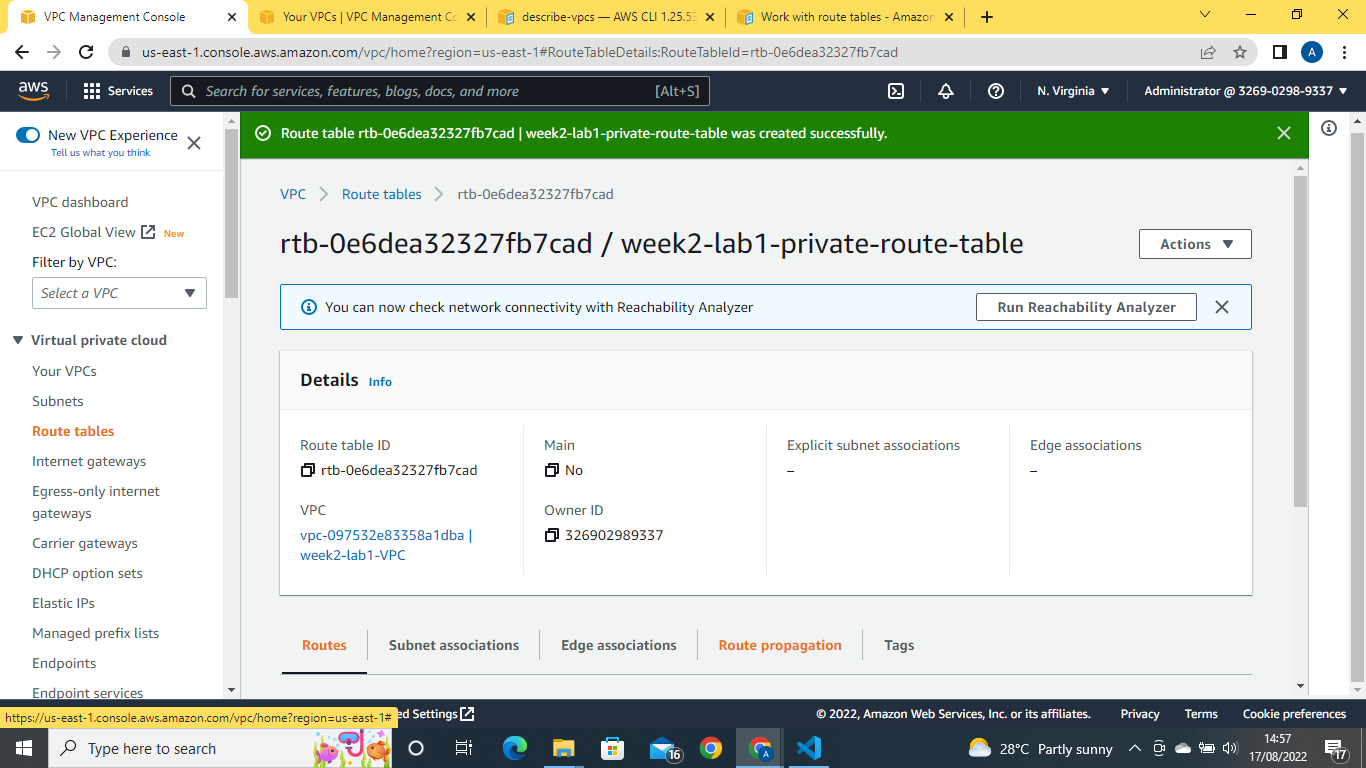 VPC Management Console
Your VPCs | VPC Management Co
describe-vpcs — AWS CLI 1.25.53
Work with route tables - Amazon
us-east-1.console.aws.amazon.com/vpc/home?region=us-east-1#RouteTableDetails:RouteTableId=rtb-0e6dea32327fb7cad
A
aws
Services
Search for services, features, blogs, docs, and more
[Alt+S]
N. Virginia
Administrator @ 3269-0298-9337
New VPC Experience
Tell us what you think
Route table rtb-0e6dea32327fb7cad | week2-lab1-private-route-table was created successfully.
VPC dashboard
EC2 Global View
New
Filter by VPC:
Select a VPC
Virtual private cloud
Your VPCs
Subnets
Route tables
Internet gateways
Egress-only internet
gateways
Carrier gateways
DHCP option sets
Elastic IPs
Managed prefix lists
Endpoints
Endpoint services
VPC
Route tables
rtb-0e6dea32327fb7cad
rtb-0e6dea32327fb7cad / week2-lab1-private-route-table
Actions
You can now check network connectivity with Reachability Analyzer
Run Reachability Analyzer
Details
Info
Route table ID
rtb-0e6dea32327fb7cad
Main
No
Explicit subnet associations
–
Edge associations
–
VPC
vpc-097532e83358a1dba |
week2-lab1-VPC
Owner ID
326902989337
Routes
Subnet associations
Edge associations
Route propagation
Tags
https://us-east-1.console.aws.amazon.com/vpc/home?region=us-east-1#
ed Settings
© 2022, Amazon Web Services, Inc. or its affiliates.
Privacy
Terms
Cookie preferences
Type here to search
16
A
28°C Partly sunny
14:57
17/08/2022
17